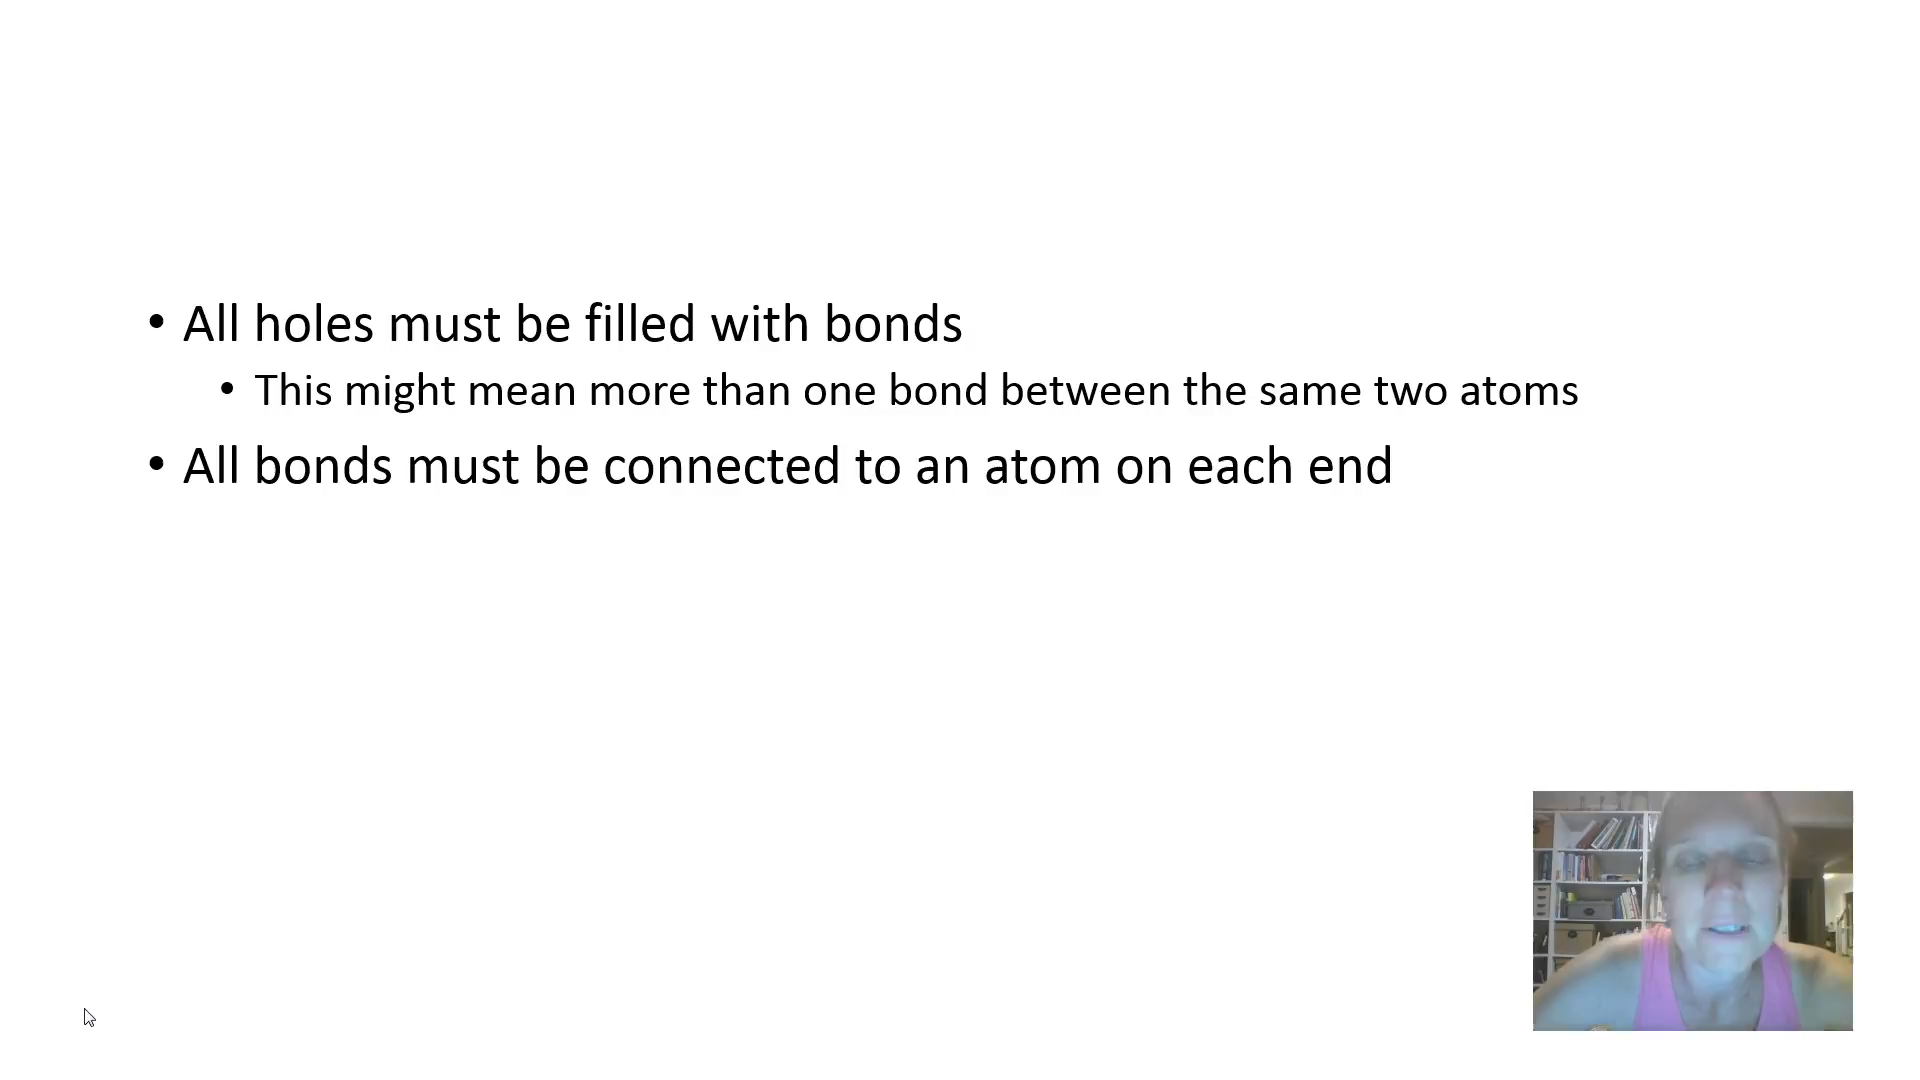 • All holes must be filled with bonds
• This might mean more than one bond between the same two atoms
• All bonds must be connected to an atom on each end